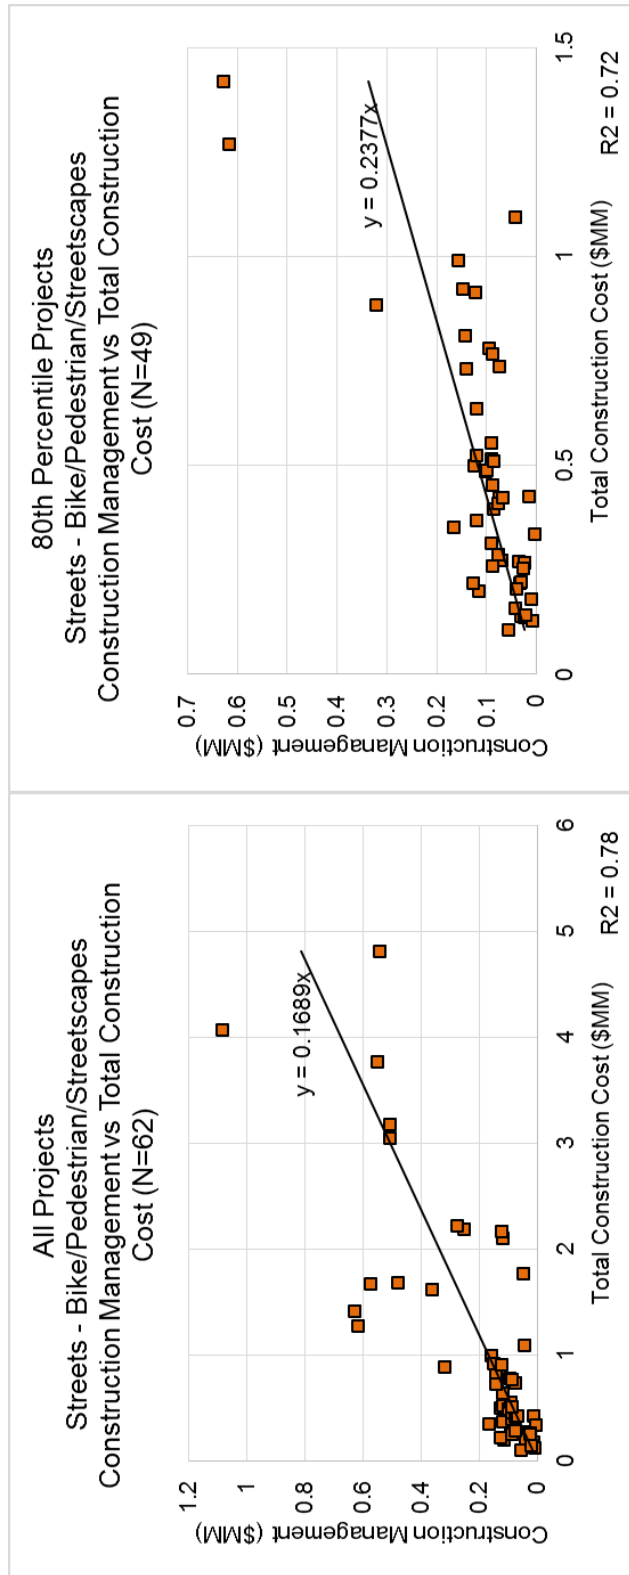 All Projects
Streets - Bike/Pedestrian/Streetscapes
Construction Management vs Total Construction
Cost (N=62)
Construction Management ($MM)
1.2
1
0.8
0.6
0.4
0.2
0
y = 0.1689x
0
1
2
3
4
5
6
Total Construction Cost ($MM)
R2 = 0.78
80th Percentile Projects
Streets - Bike/Pedestrian/Streetscapes
Construction Management vs Total Construction
Cost (N=49)
Construction Management ($MM)
0.7
0.6
0.5
0.4
0.3
0.2
0.1
0
y = 0.2377x
0
0.5
1
1.5
Total Construction Cost ($MM)
R2 = 0.72